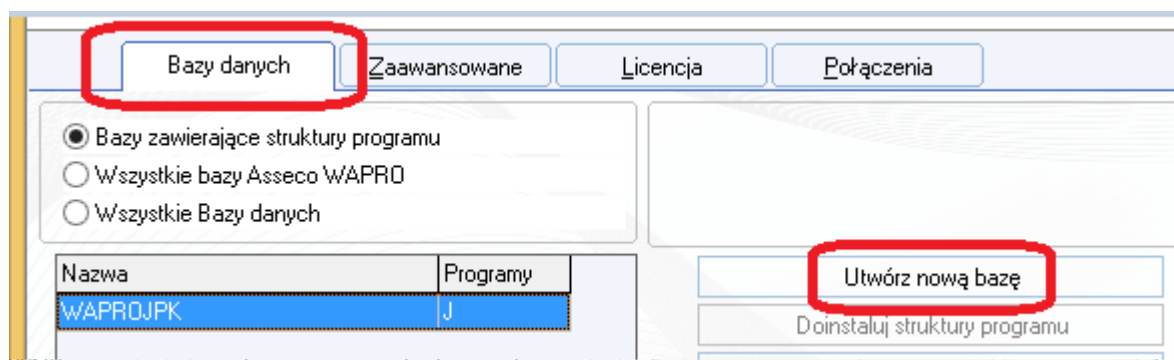 Bazy danych
Zaawansowane
Licencja
Połączenia
Bazy zawierające struktury programu
Wszystkie bazy Asseco WAPRO
Wszystkie Bazy danych
Nazwa
Programy
WAPROJPK
J
Utwórz nową bazę
Doinstaluj struktury programu